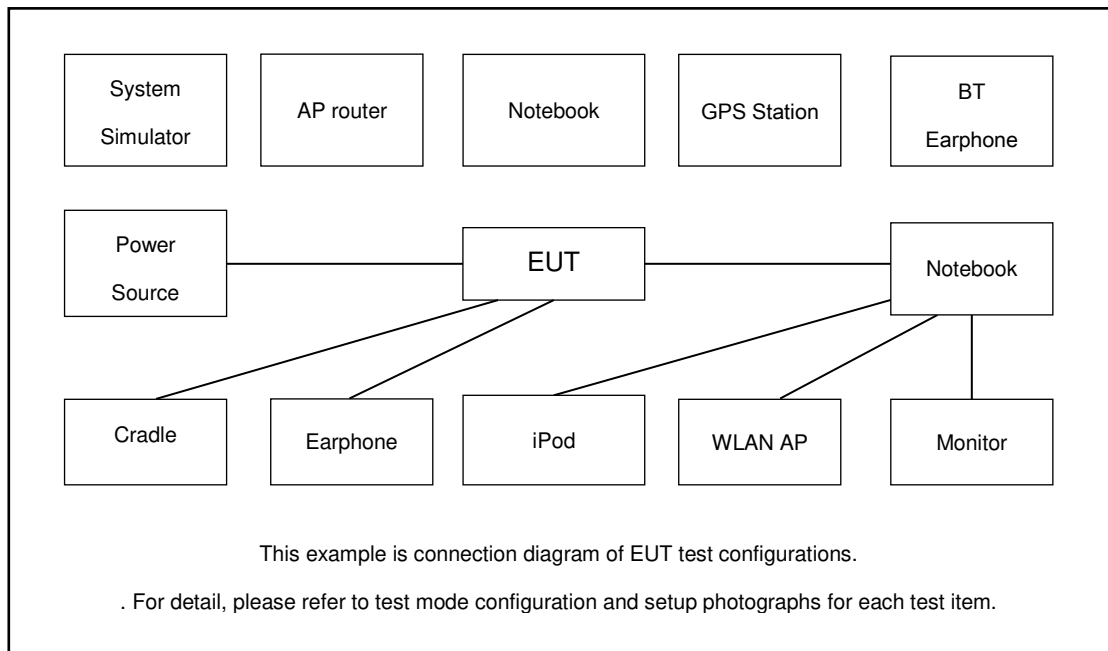 System
Simulator
AP router
Notebook
GPS Station
BT
Earphone
Power
Source
EUT
Notebook
Cradle
Earphone
iPod
WLAN AP
Monitor
This example is connection diagram of EUT test configurations.
. For detail, please refer to test mode configuration and setup photographs for each test item.